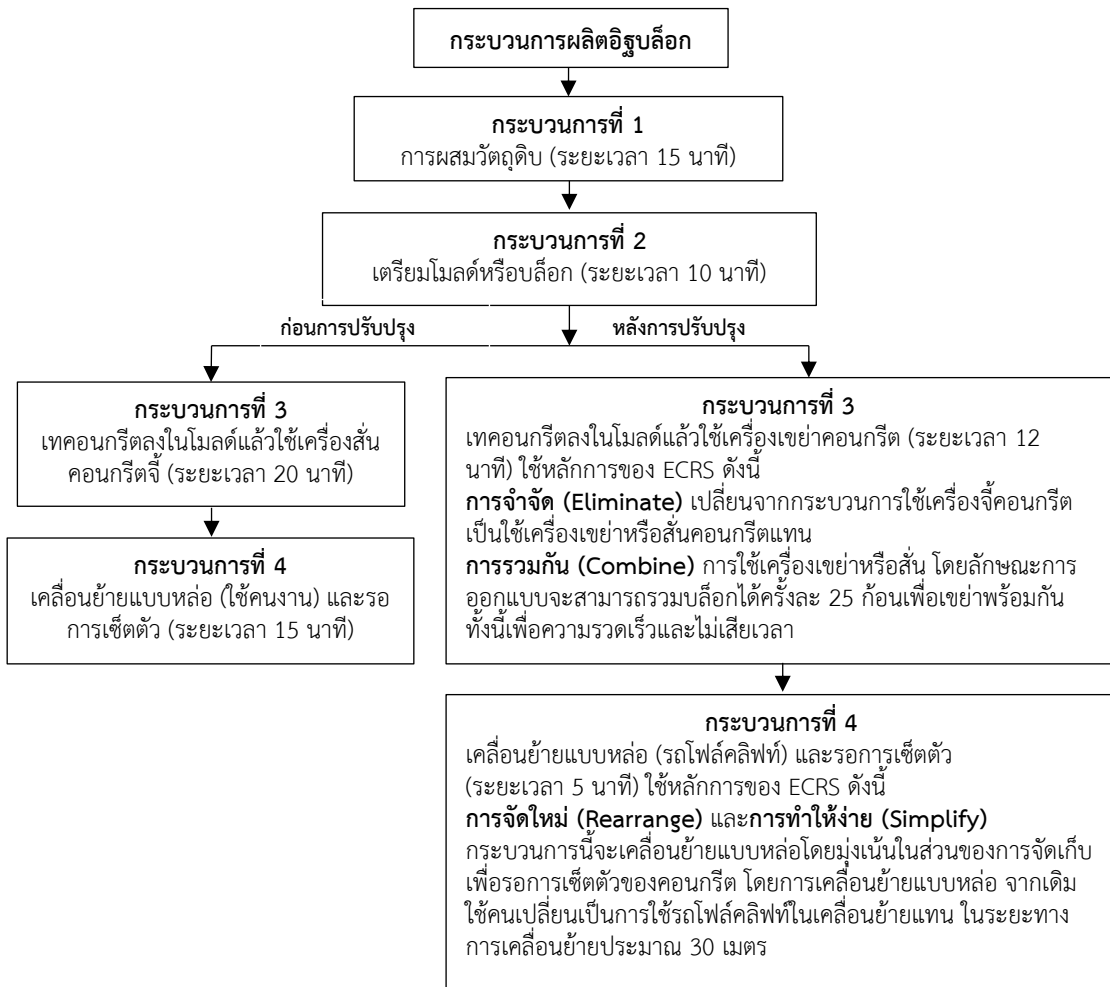 กระบวนการผลิตอิฐบล็อก
กระบวนการที่ 1
การผสมวัตถุดิบ (ระยะเวลา 15 นาที)
กระบวนการที่ 2
เตรียมโมลด์หรือบล็อก (ระยะเวลา 10 นาที)
ก่อนการปรับปรุง
หลังการปรับปรุง
กระบวนการที่ 3
เทคอนกรีตลงในโมลด์แล้วใช้เครื่องสั่น
คอนกรีตจี้ (ระยะเวลา 20 นาที)
กระบวนการที่ 4
เคลื่อนย้ายแบบหล่อ (ใช้คนงาน) และรอ
การเซ็ตตัว (ระยะเวลา 15 นาที)
กระบวนการที่ 3
เทคอนกรีตลงในโมลด์แล้วใช้เครื่องเขย่าคอนกรีต (ระยะเวลา 12
นาที) ใช้หลักการของ ECRS ดังนี้
การจำจัด (Eliminate) เปลี่ยนจากกระบวนการใช้เครื่องจี้คอนกรีต
เป็นใช้เครื่องเขย่าหรือสั่นคอนกรีตแทน
การรวมกัน (Combine) การใช้เครื่องเขย่าหรือสั่น โดยลักษณะการ
ออกแบบจะสามารถรวมบล็อกได้ครั้งละ 25 ก้อนเพื่อเขย่าพร้อมกัน
ทั้งนี้เพื่อความรวดเร็วและไม่เสียเวลา
กระบวนการที่ 4
เคลื่อนย้ายแบบหล่อ (รถโฟล์คลิฟท์) และรอการเซ็ตตัว
(ระยะเวลา 5 นาที) ใช้หลักการของ ECRS ดังนี้
การจัดใหม่ (Rearrange) และการทำให้ง่าย (Simplify)
กระบวนการนี้จะเคลื่อนย้ายแบบหล่อโดยมุ่งเน้นในส่วนของการจัดเก็บ
เพื่อรอการเซ็ตตัวของคอนกรีต โดยการเคลื่อนย้ายแบบหล่อ จากเดิม
ใช้คนเปลี่ยนเป็นการใช้รถโฟล์คลิฟท์ในเคลื่อนย้ายแทน ในระยะทาง
การเคลื่อนย้ายประมาณ 30 เมตร